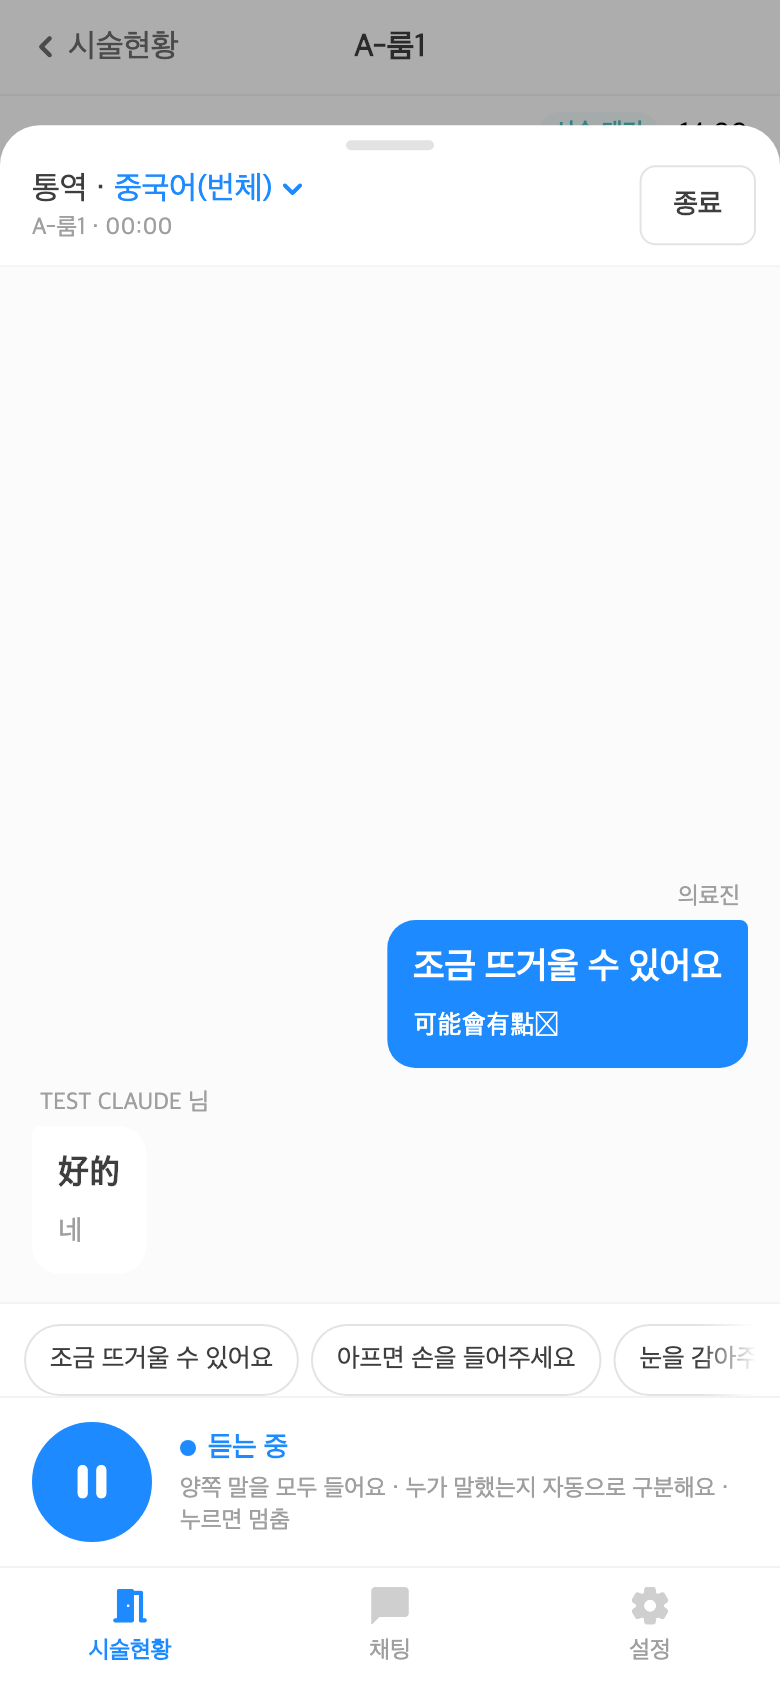 시술현황
A-룸1
통역 · 중국어(번체)
A-룸1 · 00:00
종료
의료진
조금 뜨거울 수 있어요
可能會有點
TEST CLAUDE 님
好的
네
조금 뜨거울 수 있어요
아프면 손을 들어주세요
눈을 감아주
듣는 중
양쪽 말을 모두 들어요 · 누가 말했는지 자동으로 구분해요 ·
누르면 멈춤
시술현황
채팅
설정